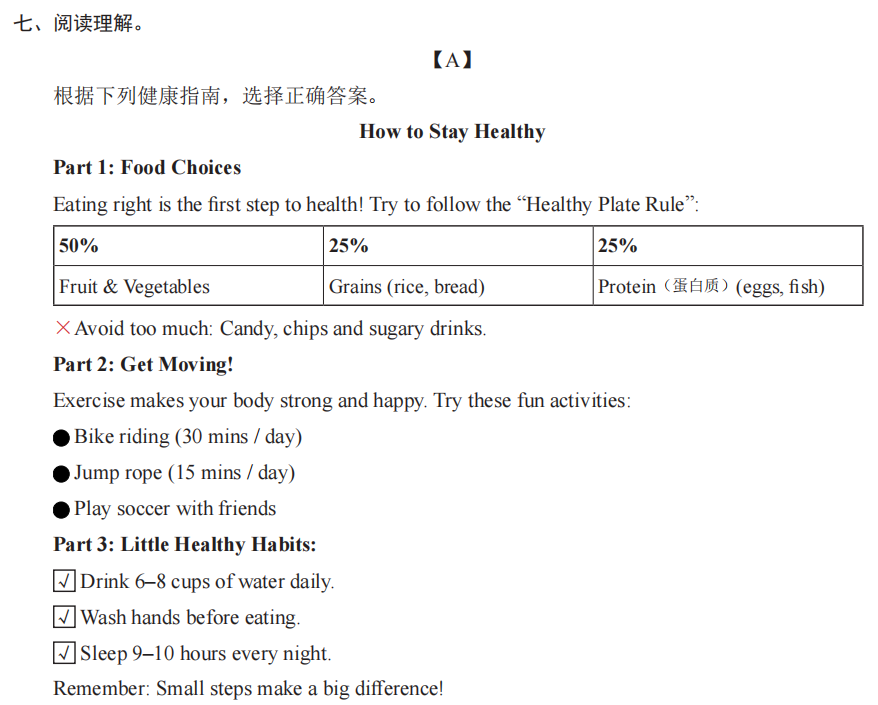 七、阅读理解。
【A】
根据下列健康指南，选择正确答案。
How to Stay Healthy
Part 1: Food Choices
Eating right is the first step to health! Try to follow the “Healthy Plate Rule”:
50% 25% 25%
Fruit & Vegetables Grains (rice, bread) Protein（蛋白质）(eggs, fish)
×Avoid too much: Candy, chips and sugary drinks.
Part 2: Get Moving!
Exercise makes your body strong and happy. Try these fun activities:
●Bike riding (30 mins / day)
●Jump rope (15 mins / day)
●Play soccer with friends
Part 3: Little Healthy Habits:
√ Drink 6–8 cups of water daily.
√ Wash hands before eating.
√ Sleep 9–10 hours every night.
Remember: Small steps make a big difference!